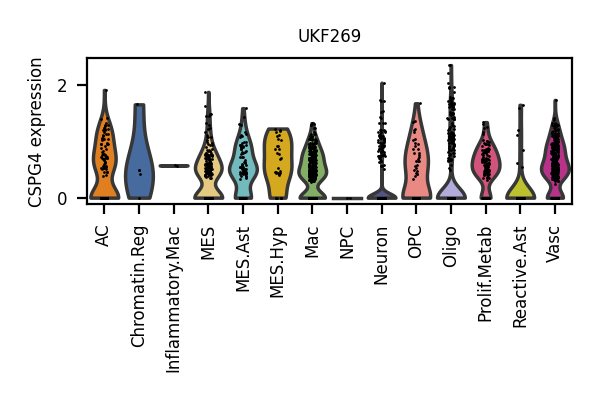 UKF269
CSPG4 expression
2
0
AC
Chromatin.Reg
Inflammatory.Mac
MES
MES.Ast
MES.Hyp
Mac
NPC
Neuron
OPC
Oligo
Prolif.Metab
Reactive.Ast
Vasc